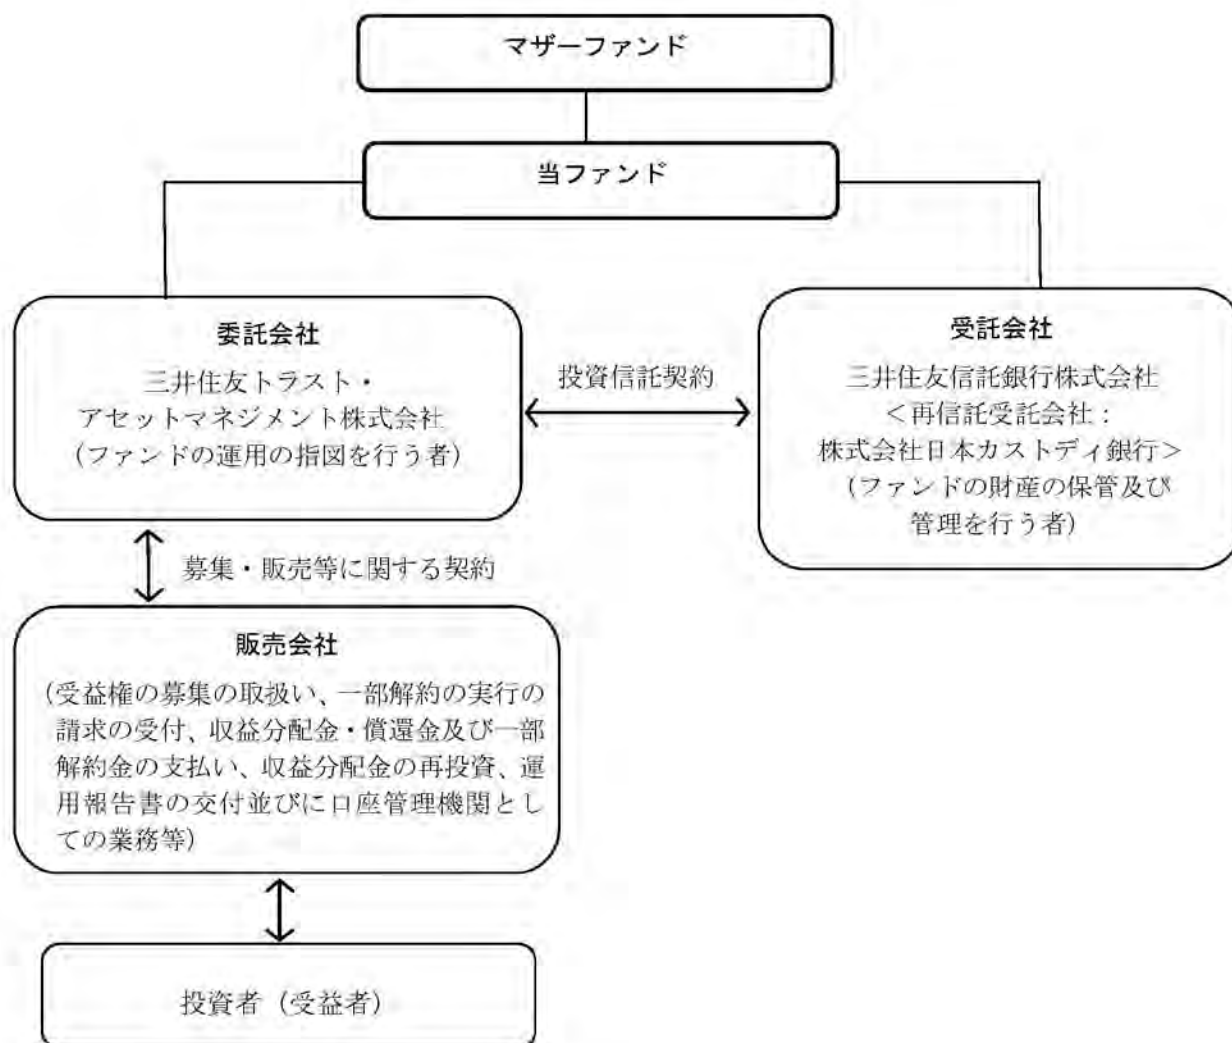 マザーファンド
当ファンド
委託会社
三井住友トラスト・
アセットマネジメント株式会社
(ファンドの運用の指図を行う者)
投資信託契約
受託会社
三井住友信託銀行株式会社
<再信託受託会社:
株式会社日本カストディ銀行>
(ファンドの財産の保管及び
管理を行う者)
募集・販売等に関する契約
販売会社
(受益権の募集の取扱い、一部解約の実行の
請求の受付、収益分配金・償還金及び一部
解約金の支払い、収益分配金の再投資、運
用報告書の交付並びに口座管理機関とし
ての業務等)
投資者(受益者)